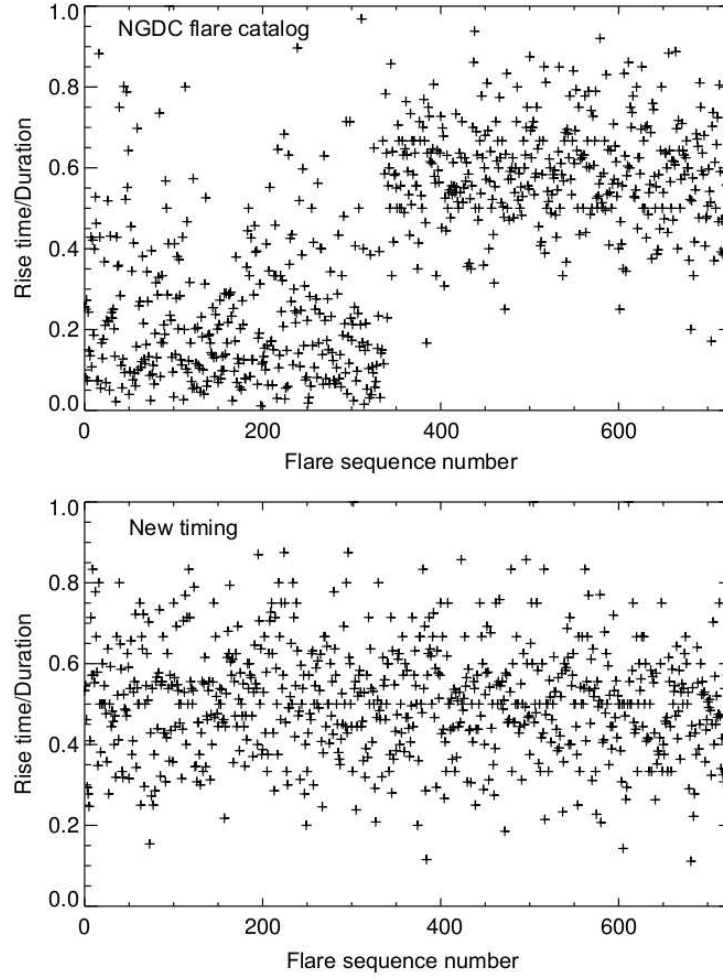 1.0
NGDC flare catalog
0.8
0.6
Rise time/Duration
0.4
0.2
0.0
0 200 400 600
Flare sequence number
1.0
New timing
0.8
0.6
Rise time/Duration
0.4
0.2
0.0
0 200 400 600
Flare sequence number